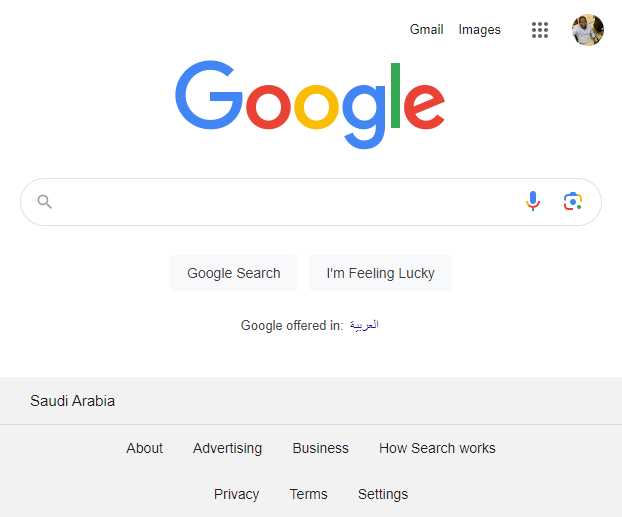 Gmail Images
Google
Google Search I'm Feeling Lucky
Google offered in: العربية
Saudi Arabia
About Advertising Business How Search works
Privacy Terms Settings